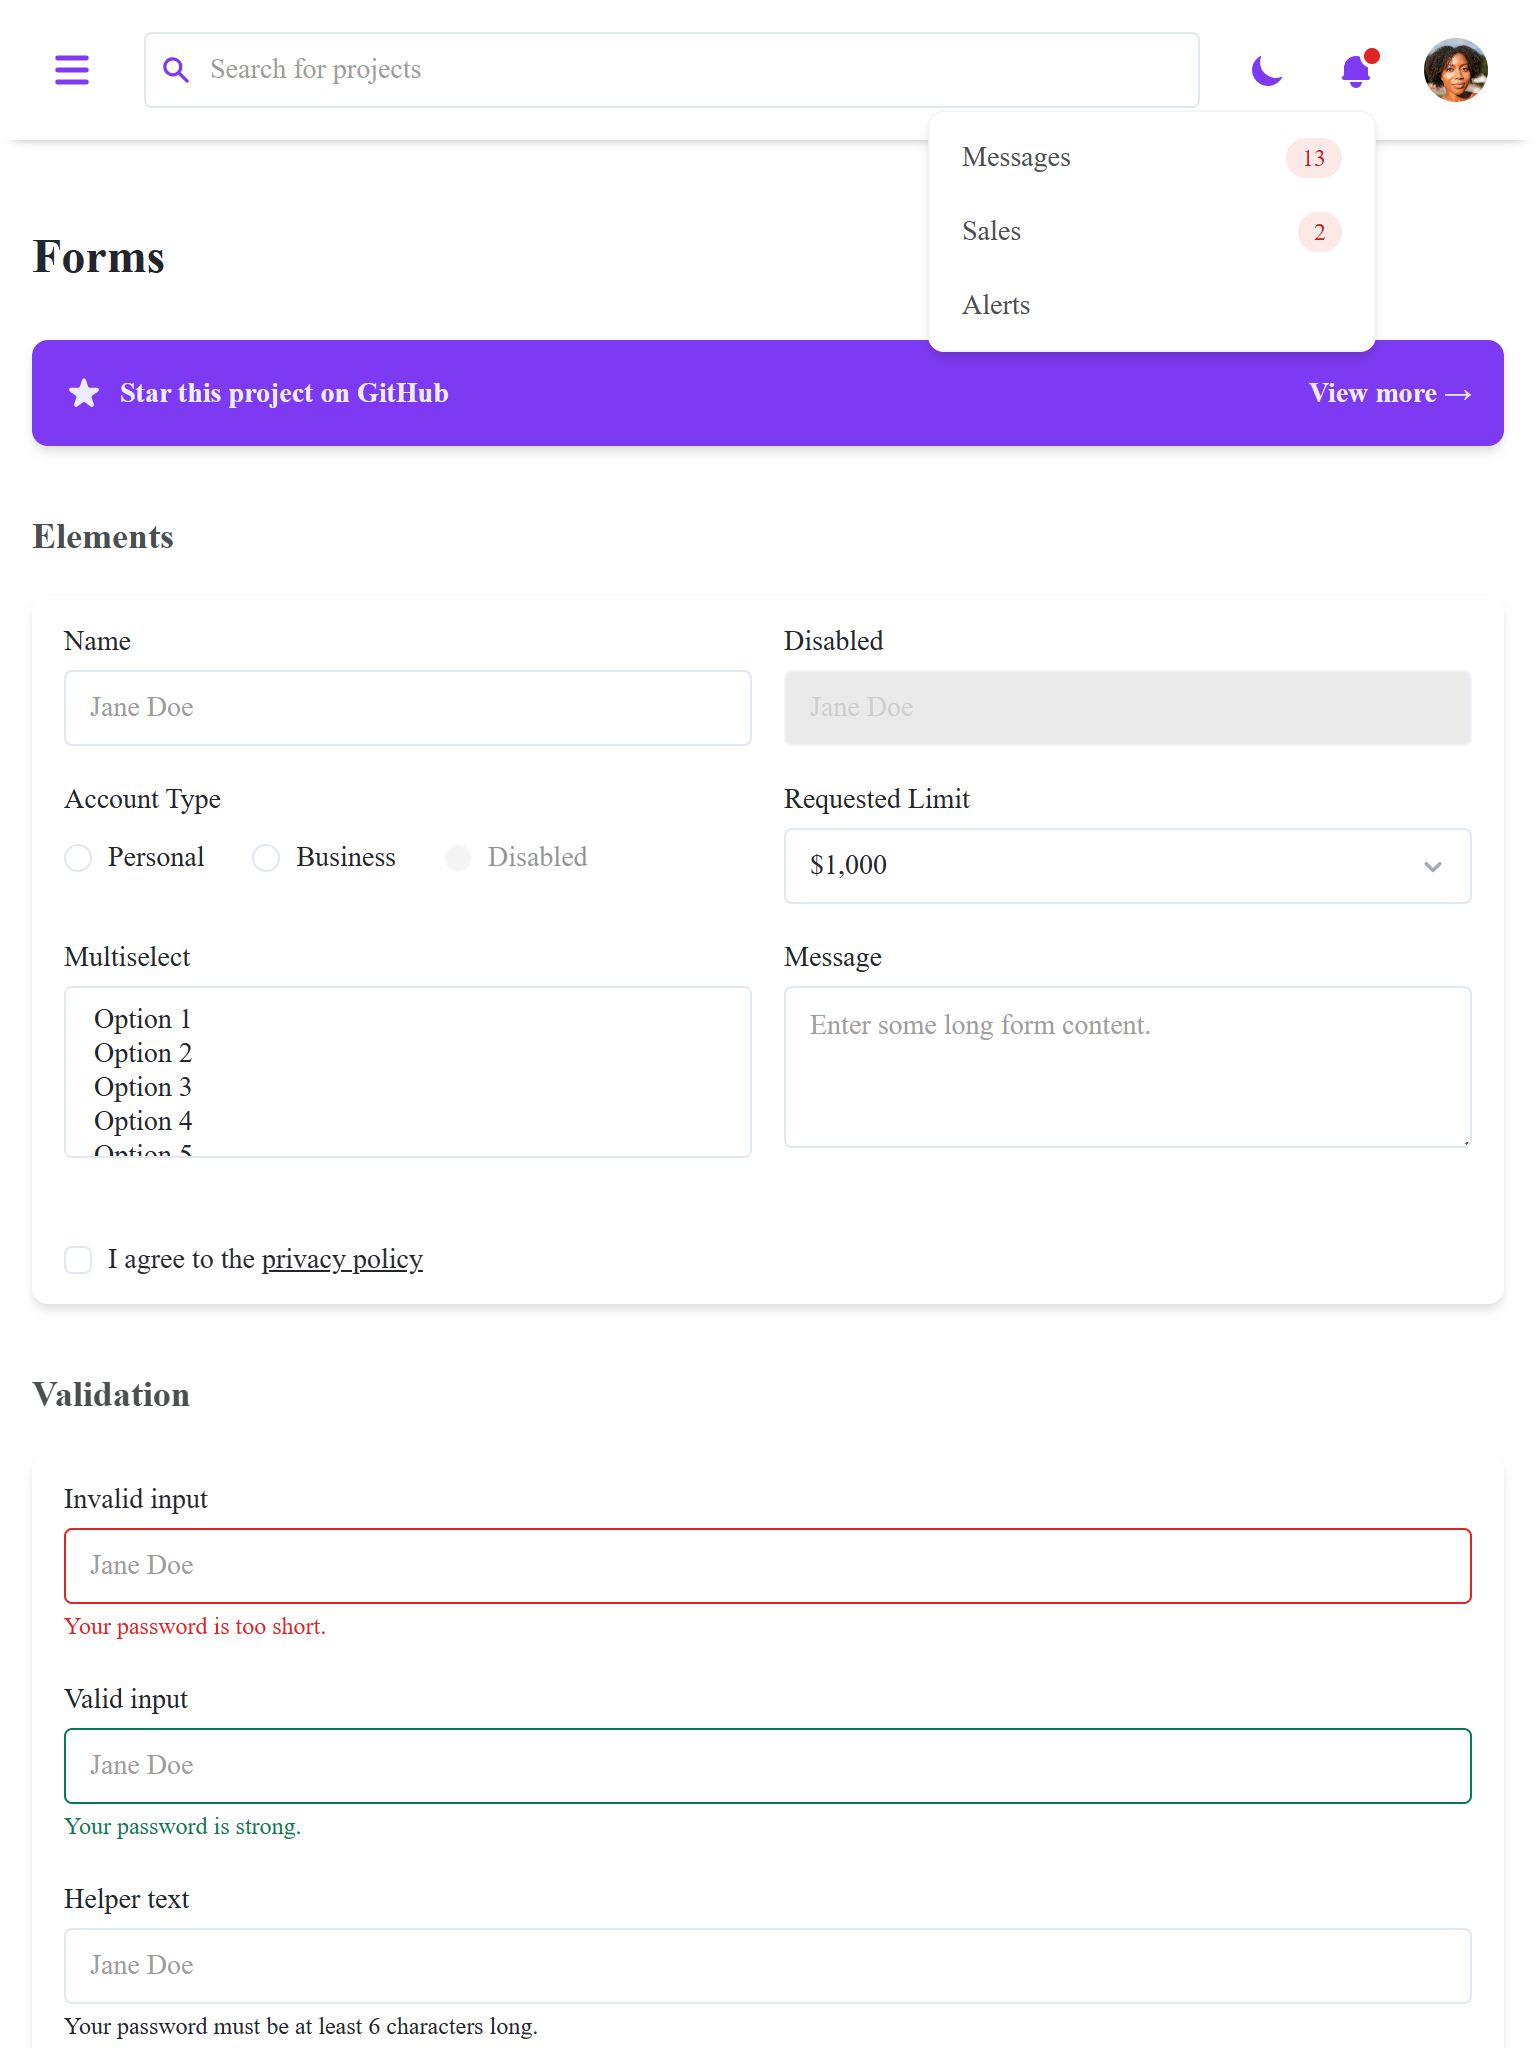 Search for projects
Messages 13
Sales 2
Alerts
Forms
Star this project on GitHub View more →
Elements
Name Disabled
Jane Doe Jane Doe
Account Type Requested Limit
Personal Business Disabled $1,000
Multiselect Message
Option 1 Enter some long form content.
Option 2
Option 3
Option 4
Option 5
I agree to the privacy policy
Validation
Invalid input
Jane Doe
Your password is too short.
Valid input
Jane Doe
Your password is strong.
Helper text
Jane Doe
Your password must be at least 6 characters long.